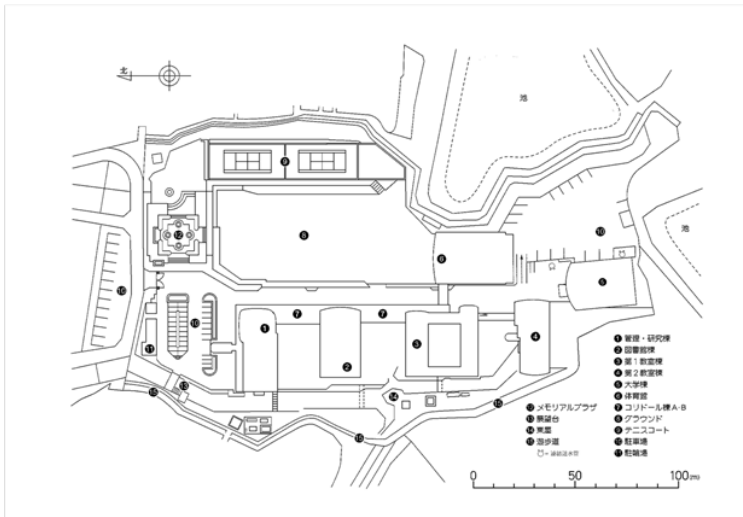 北
池
池
❶ 管理・研究棟
❷ 図書館棟
❸ 第1教室棟
❹ 第2教室棟
❺ 大学棟
❻ 体育館
❼ コリドール棟A・B
❽ グラウンド
❾ テニスコート
❿ 駐車場
⓫ 駐輪場
⓬ メモリアルプラザ
⓭ 展望台
⓮ 東屋
⓯ 遊歩道
0 50 100(m)